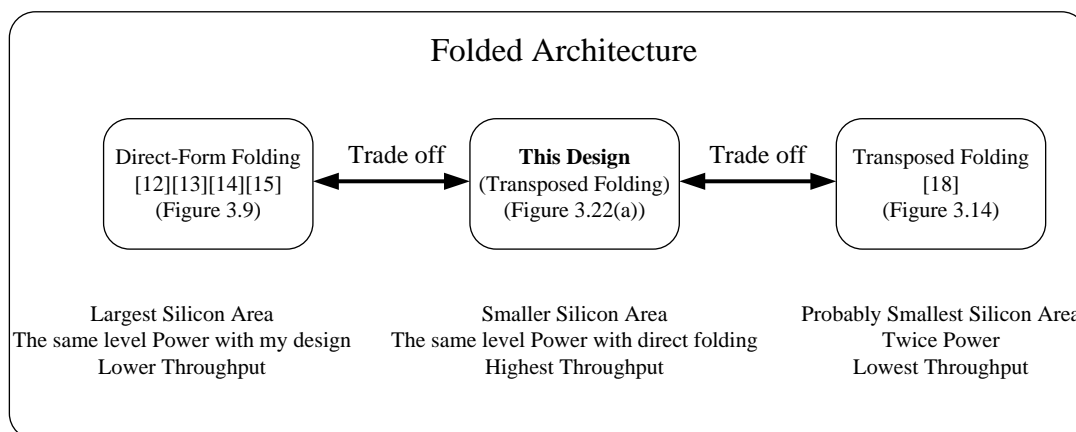 Folded Architecture
Direct-Form Folding
[12][13][14][15]
(Figure 3.9)
Trade off
This Design
(Transposed Folding)
(Figure 3.22(a))
Trade off
Transposed Folding
[18]
(Figure 3.14)
Largest Silicon Area
The same level Power with my design
Lower Throughput
Smaller Silicon Area
The same level Power with direct folding
Highest Throughput
Probably Smallest Silicon Area
Twice Power
Lowest Throughput